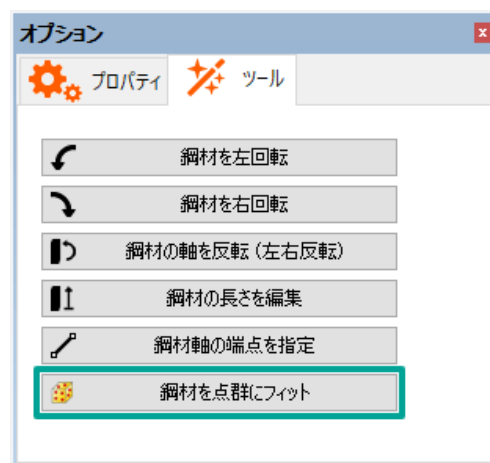 オプション
プロパティ ツール
鋼材を左回転
鋼材を右回転
鋼材の軸を反転（左右反転）
鋼材の長さを編集
鋼材軸の端点を指定
鋼材を点群にフィット